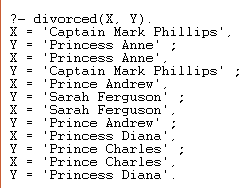 ?- divorced(X, Y).
X = 'Captain Mark Phillips',
Y = 'Princess Anne' ;
X = 'Princess Anne',
Y = 'Captain Mark Phillips' ;
X = 'Prince Andrew',
Y = 'Sarah Ferguson' ;
X = 'Sarah Ferguson',
Y = 'Prince Andrew' ;
X = 'Princess Diana',
Y = 'Prince Charles' ;
X = 'Prince Charles',
Y = 'Princess Diana'.